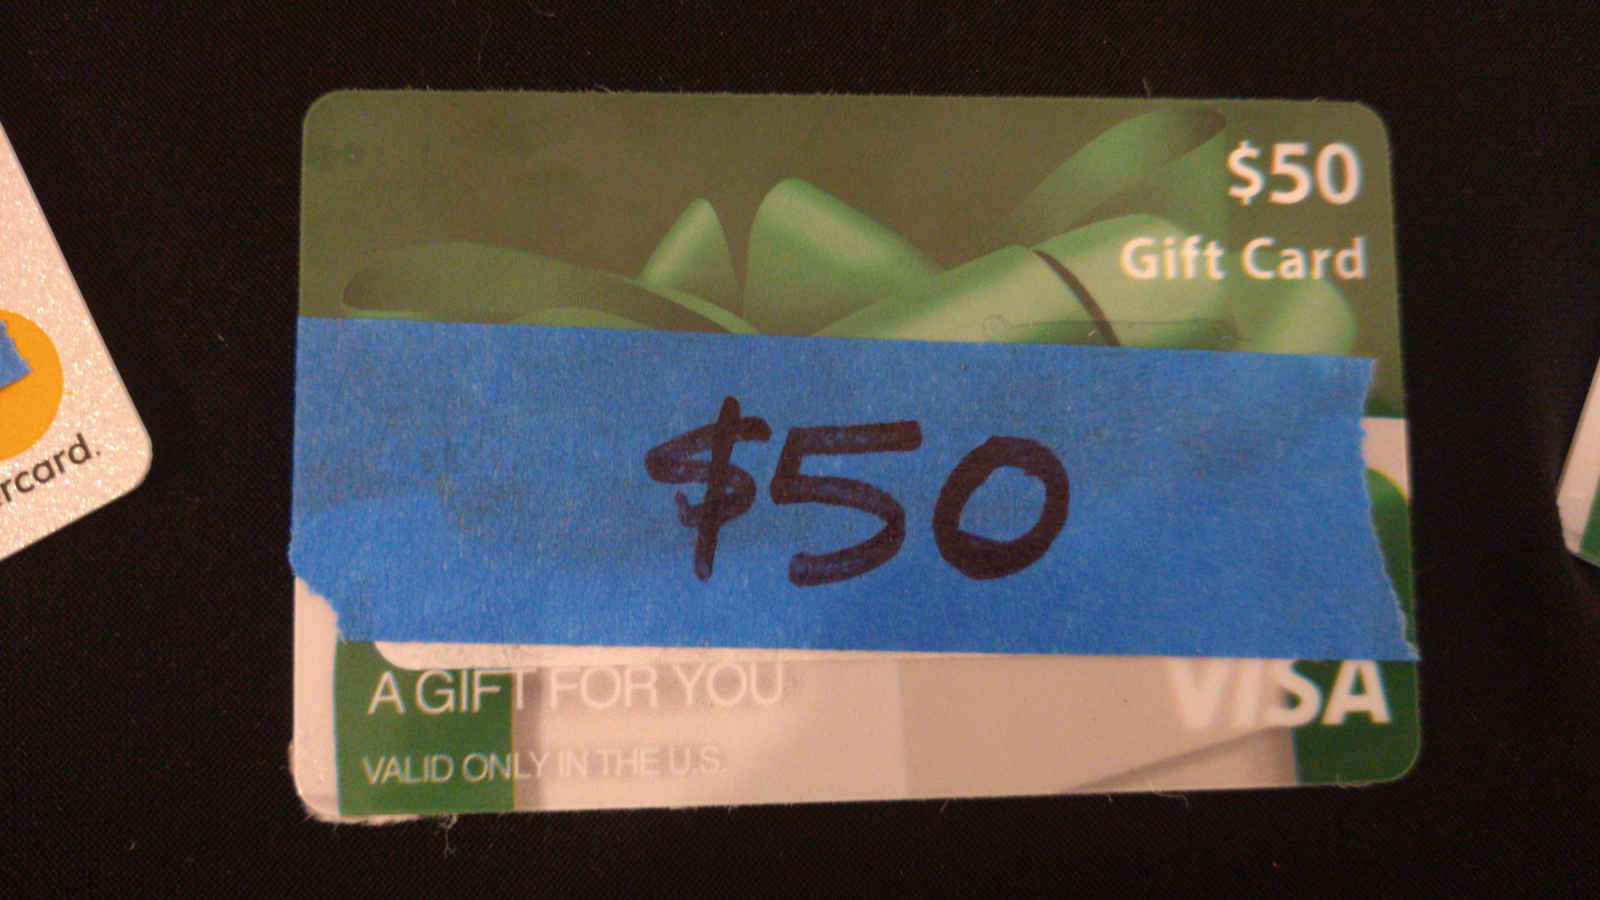 $50
Gift Card
$50
A GIFT FOR YOU
VISA
VALID ONLY IN THE U.S.
rcard.